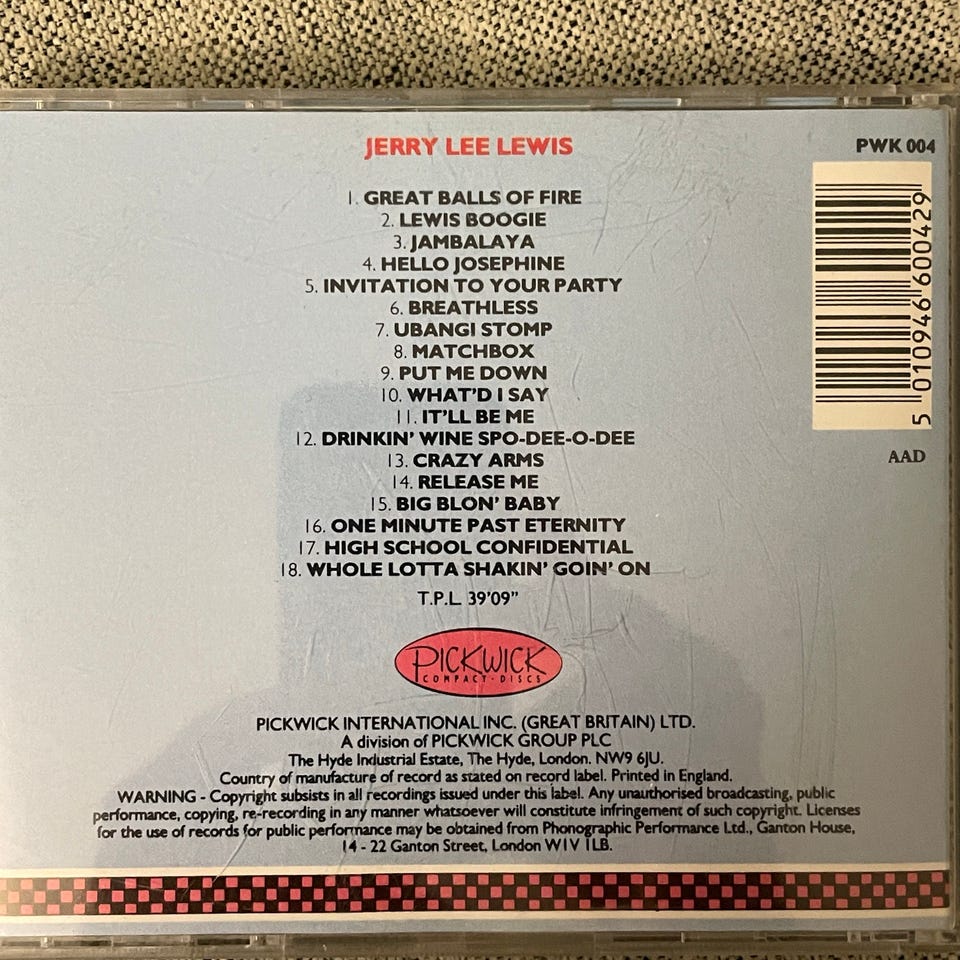 JERRY LEE LEWIS
PWK 004
1. GREAT BALLS OF FIRE
2. LEWIS BOOGIE
3. JAMBALAYA
4. HELLO JOSEPHINE
5. INVITATION TO YOUR PARTY
6. BREATHLESS
7. UBANGI STOMP
8. MATCHBOX
9. PUT ME DOWN
10. WHAT'D I SAY
11. IT'LL BE ME
12. DRINKIN' WINE SPO-DEE-O-DEE
13. CRAZY ARMS
14. RELEASE ME
15. BIG BLON' BABY
16. ONE MINUTE PAST ETERNITY
17. HIGH SCHOOL CONFIDENTIAL
18. WHOLE LOTTA SHAKIN' GOIN' ON
T.P.L. 39'09"
5 010946 600429
AAD
PICKWICK
COMPACT·DISCS
PICKWICK INTERNATIONAL INC. (GREAT BRITAIN) LTD.
A division of PICKWICK GROUP PLC
The Hyde Industrial Estate, The Hyde, London. NW9 6JU.
Country of manufacture of record as stated on record label. Printed in England.
WARNING - Copyright subsists in all recordings issued under this label. Any unauthorised broadcasting, public
performance, copying, re-recording in any manner whatsoever will constitute infringement of such copyright. Licenses
for the use of records for public performance may be obtained from Phonographic Performance Ltd., Ganton House,
14 - 22 Ganton Street, London W1V 1LB.